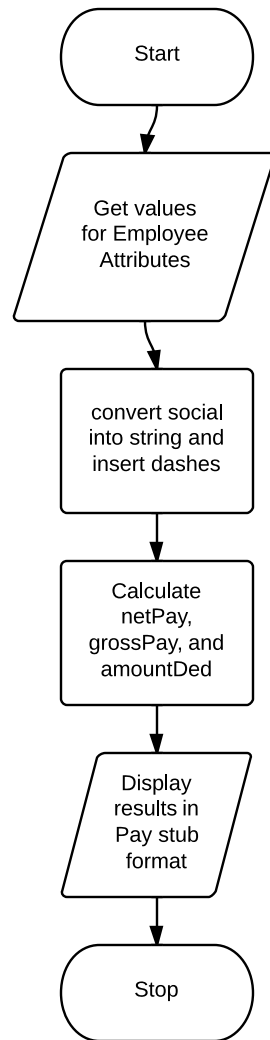 Start
Get values
for Employee
Attributes
convert social
into string and
insert dashes
Calculate
netPay,
grossPay, and
amountDed
Display
results in
Pay stub
format
Stop